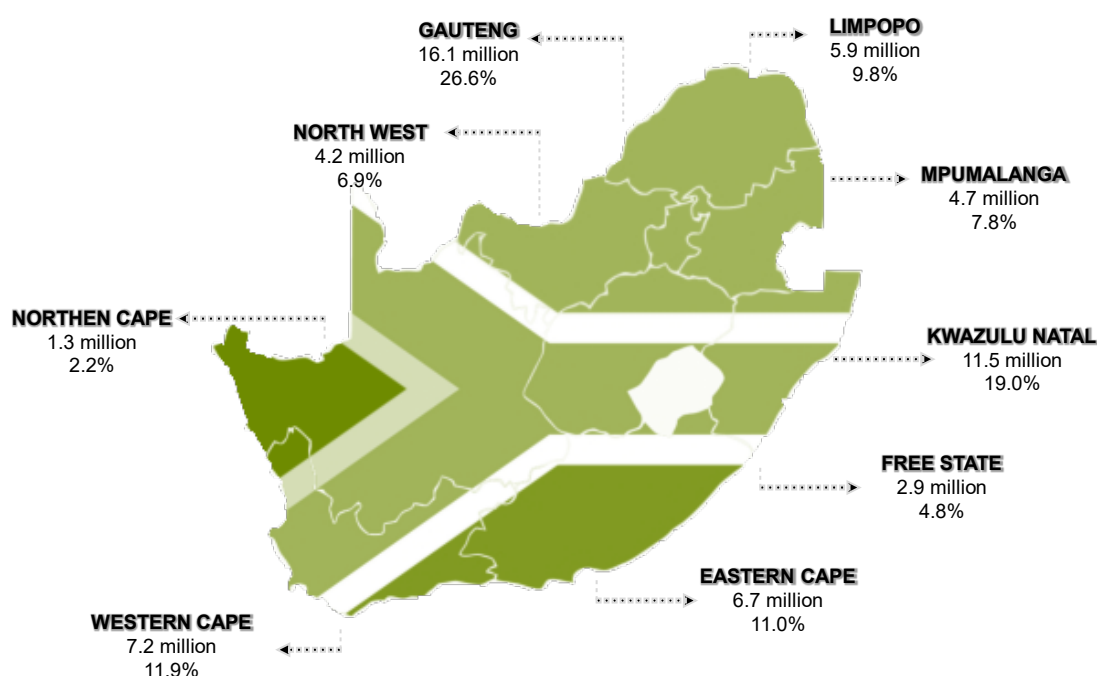 GAUTENG
16.1 million
26.6%
LIMPOPO
5.9 million
9.8%
NORTH WEST
4.2 million
6.9%
MPUMALANGA
4.7 million
7.8%
NORTHEN CAPE
1.3 million
2.2%
KWAZULU NATAL
11.5 million
19.0%
FREE STATE
2.9 million
4.8%
EASTERN CAPE
6.7 million
11.0%
WESTERN CAPE
7.2 million
11.9%